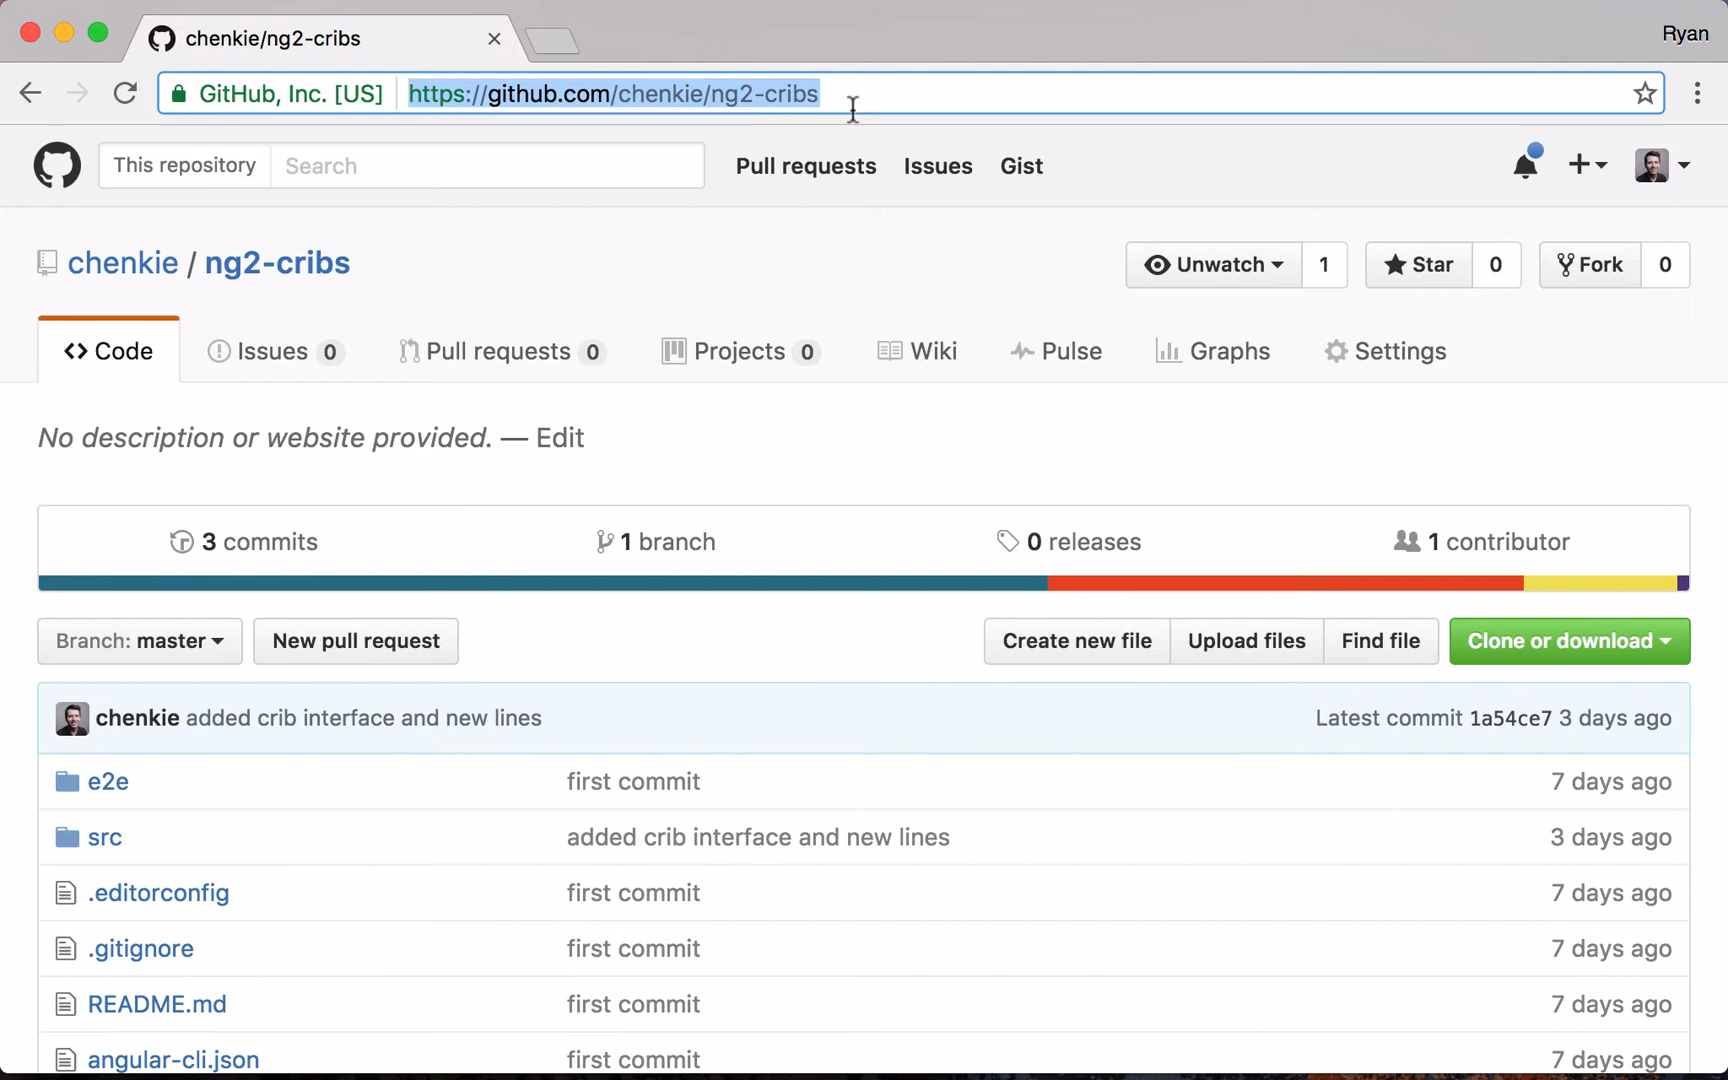 chenkie/ng2-cribs
Ryan
GitHub, Inc. [US] https://github.com/chenkie/ng2-cribs
This repository Search Pull requests Issues Gist
chenkie / ng2-cribs
Unwatch 1 Star 0 Fork 0
Code Issues 0 Pull requests 0 Projects 0 Wiki Pulse Graphs Settings
No description or website provided. — Edit
3 commits 1 branch 0 releases 1 contributor
Branch: master New pull request Create new file Upload files Find file Clone or download
chenkie added crib interface and new lines Latest commit 1a54ce7 3 days ago
e2e first commit 7 days ago
src added crib interface and new lines 3 days ago
.editorconfig first commit 7 days ago
.gitignore first commit 7 days ago
README.md first commit 7 days ago
angular-cli.json first commit 7 days ago